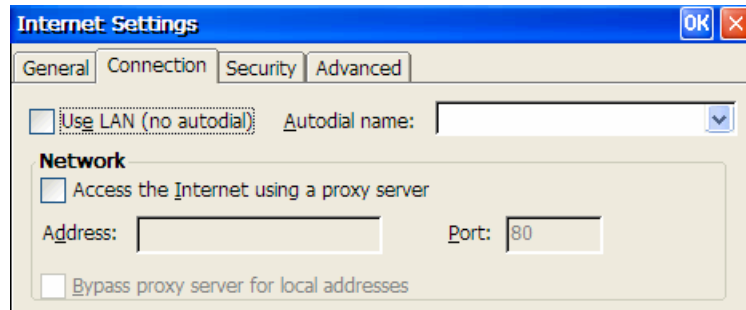 Internet Settings OK
General Connection Security Advanced
Use LAN (no autodial) Autodial name:
Network
Access the Internet using a proxy server
Address: Port: 80
Bypass proxy server for local addresses